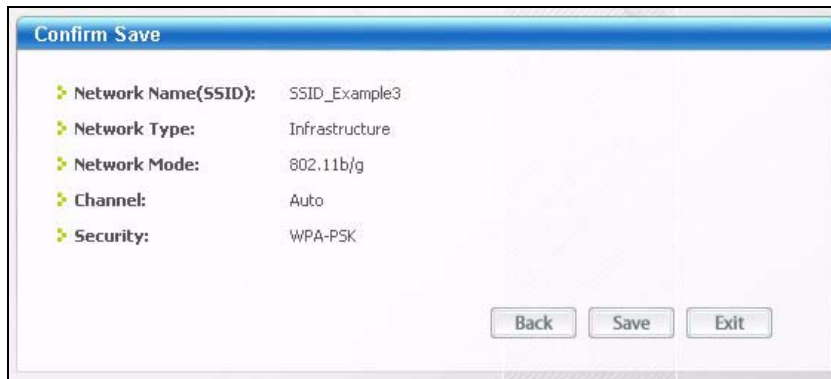 Confirm Save
Network Name(SSID): SSID_Example3
Network Type: Infrastructure
Network Mode: 802.11b/g
Channel: Auto
Security: WPA-PSK
Back Save Exit